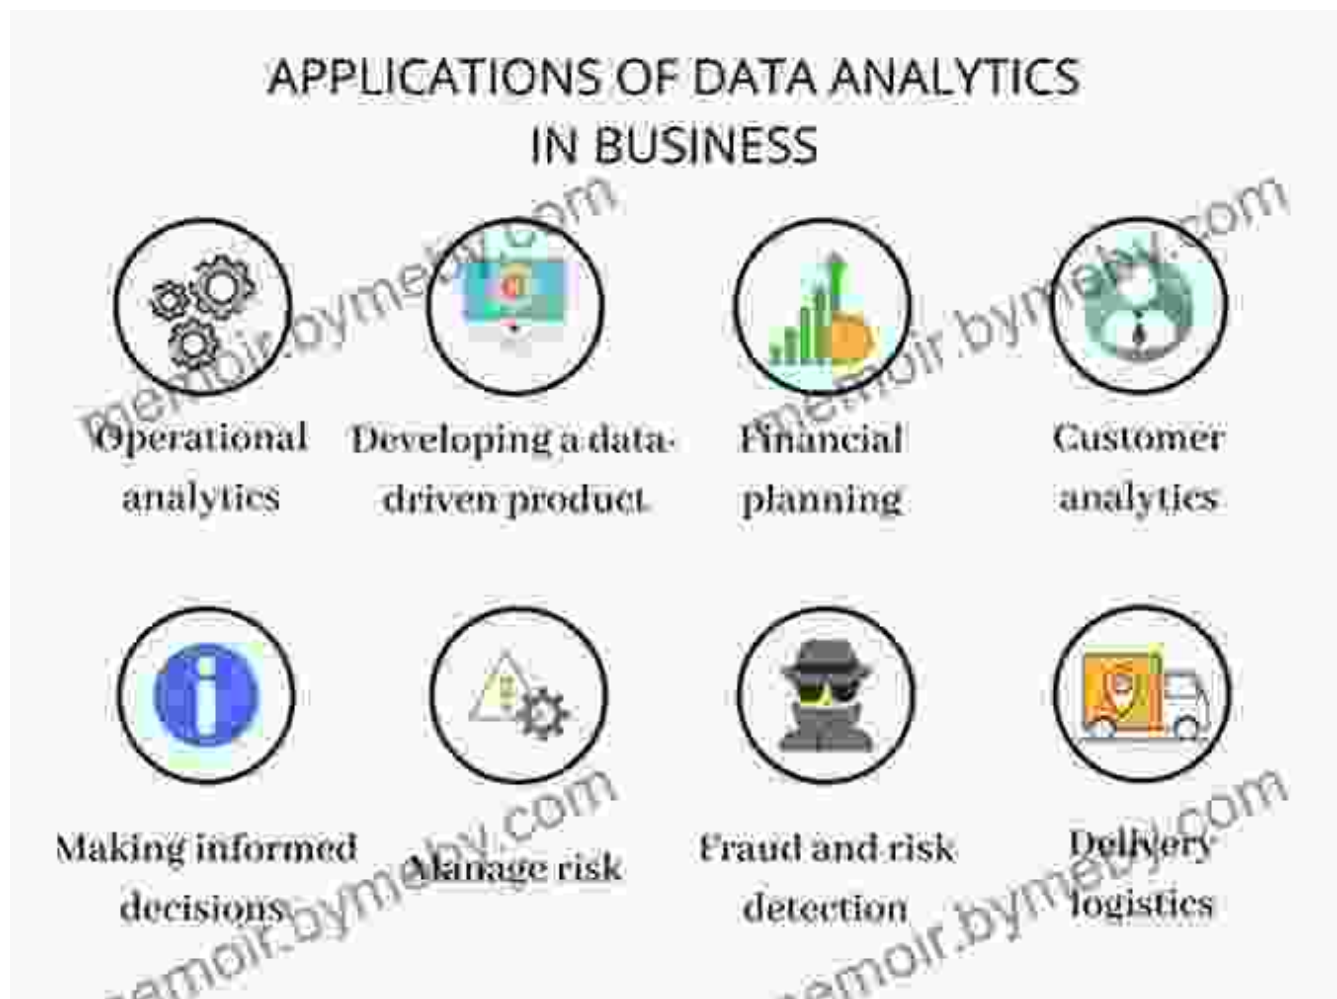 APPLICATIONS OF DATA ANALYTICS
IN BUSINESS
Operational
analytics
Developing a data-
driven product
Financial
planning
Customer
analytics
Making informed
decisions
Manage risk
Fraud and risk
detection
Delivery
logistics
memoir.bymeby.com
memoir.bymeby.com
memoir.bymeby.com
memoir.bymeby.com